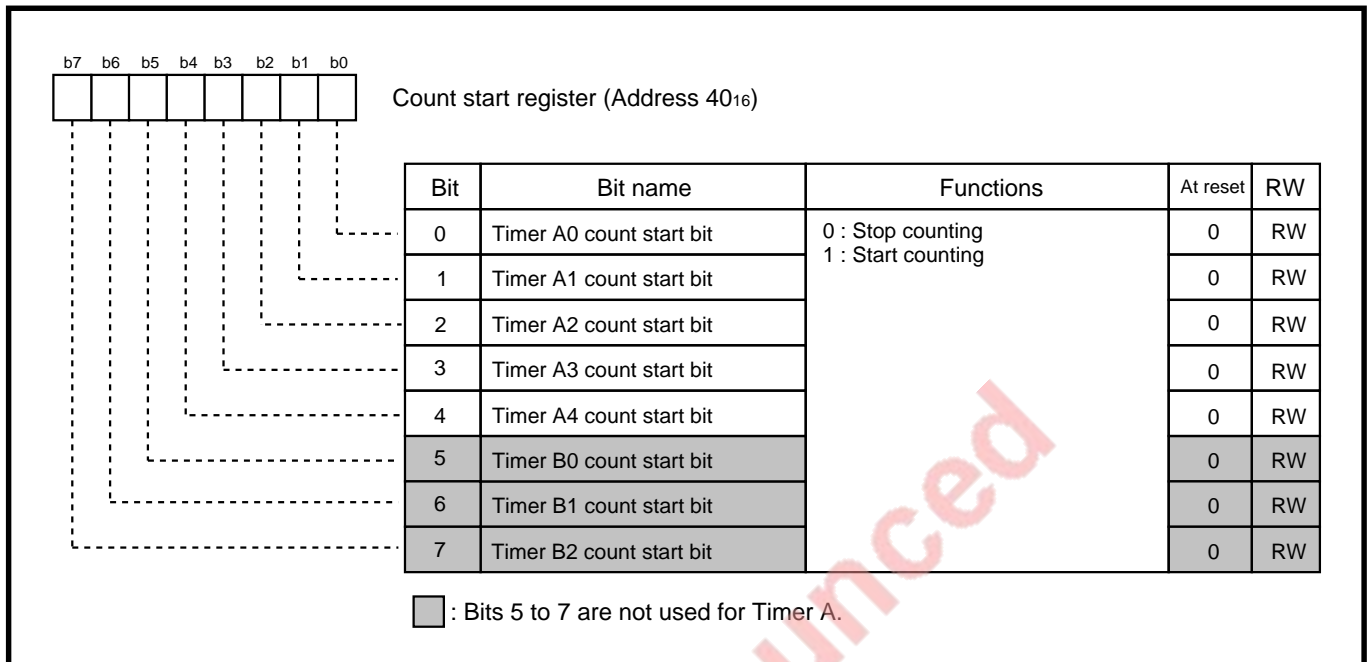 b7 b6 b5 b4 b3 b2 b1 b0
Count start register (Address 40₁₆)
Bit Bit name Functions At reset RW
0 Timer A0 count start bit 0 : Stop counting 0 RW
1 : Start counting
1 Timer A1 count start bit 0 RW
2 Timer A2 count start bit 0 RW
3 Timer A3 count start bit 0 RW
4 Timer A4 count start bit 0 RW
5 Timer B0 count start bit 0 RW
6 Timer B1 count start bit 0 RW
7 Timer B2 count start bit 0 RW
: Bits 5 to 7 are not used for Timer A.
unced